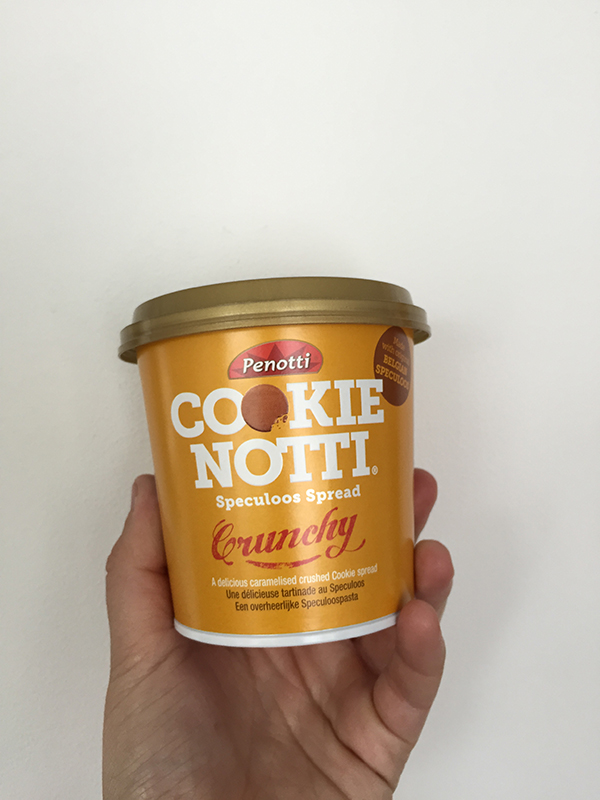 Penotti
COOKIE
NOTTI®
Speculoos Spread
Crunchy
A delicious caramelised crushed Cookie spread
Une délicieuse tartinade au Speculoos
Een overheerlijke Speculoospasta
BELGIAN
SPECULOOS